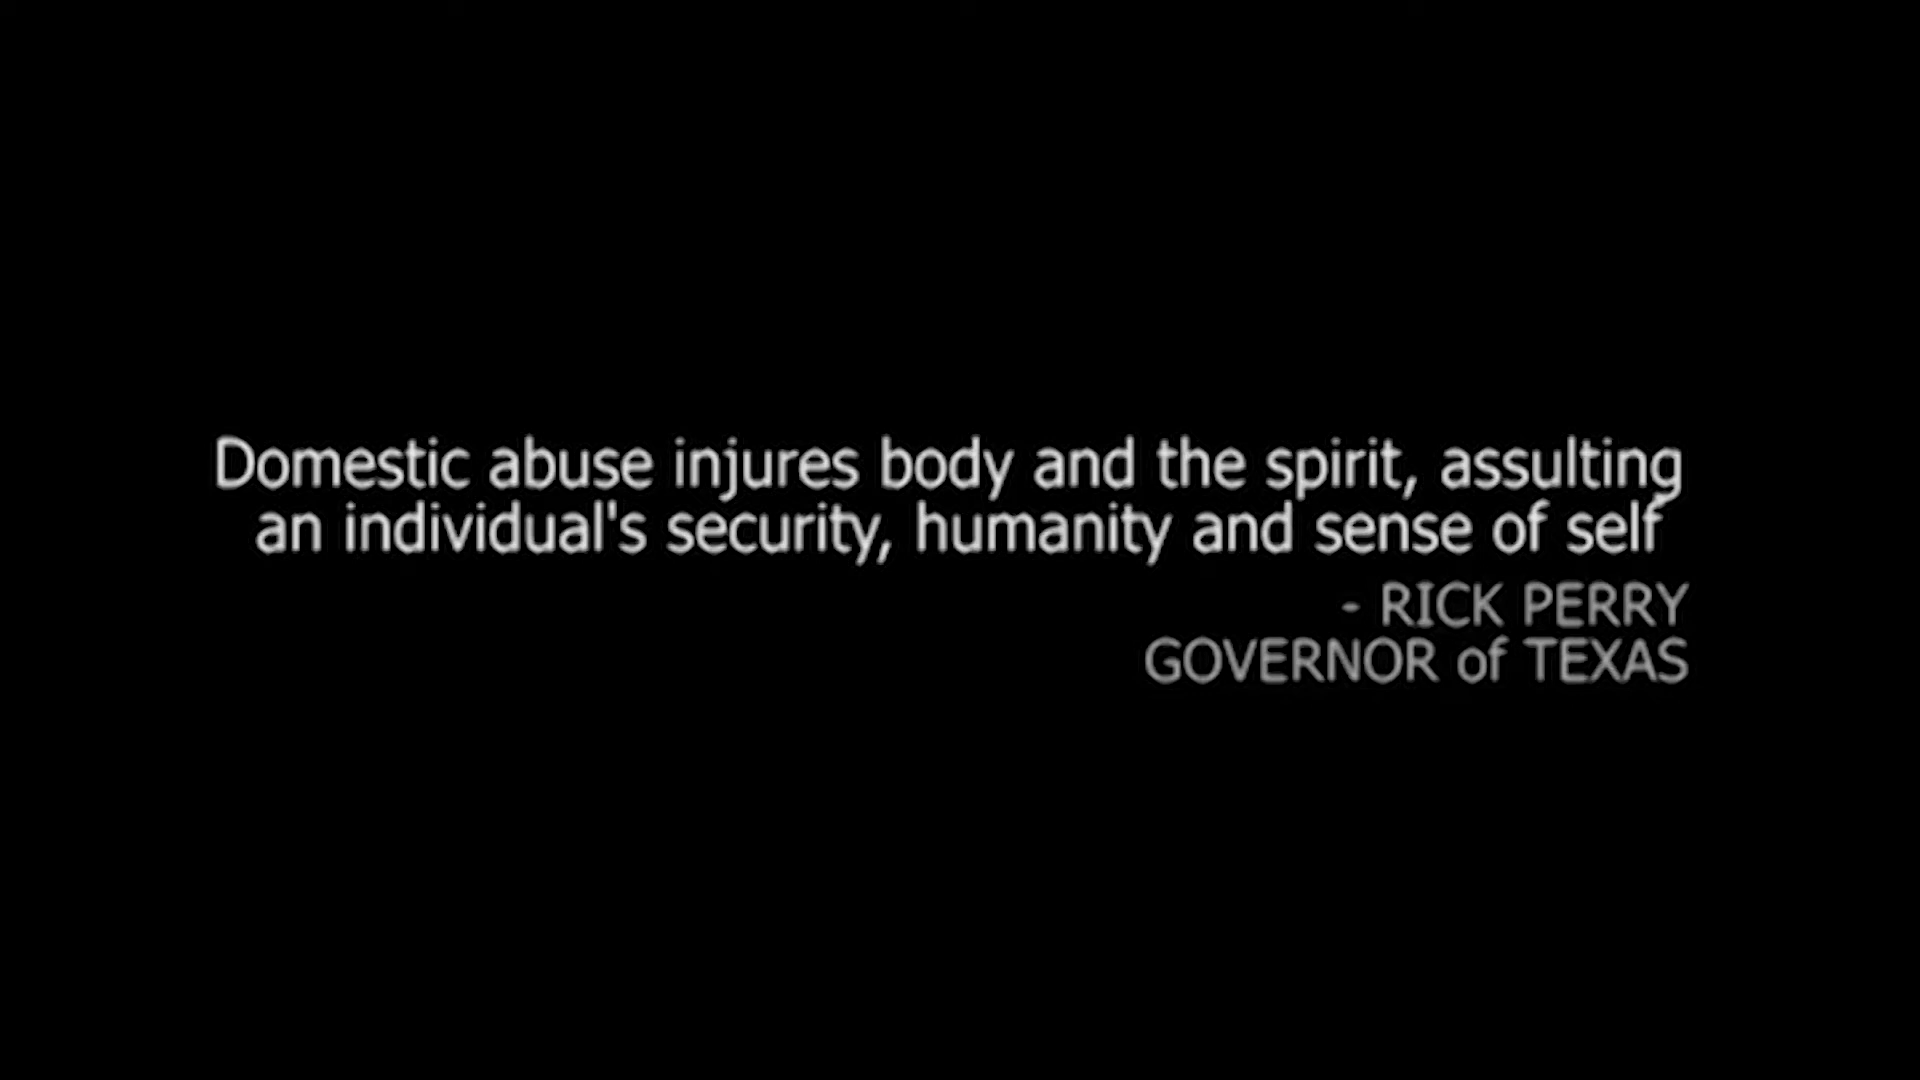 Domestic abuse injures body and the spirit, assulting
an individual's security, humanity and sense of self
- RICK PERRY
GOVERNOR of TEXAS